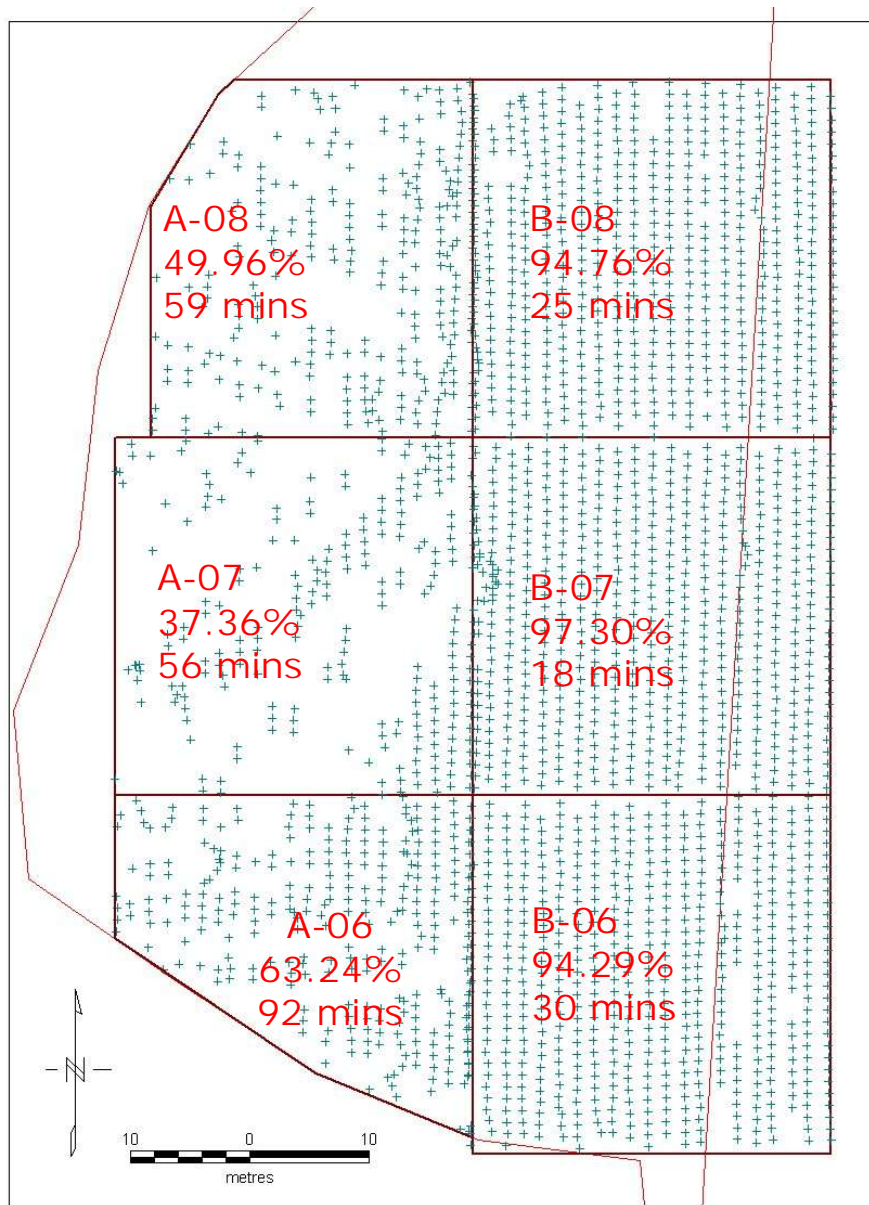 A-08
49.96%
59 mins
B-08
94.76%
25 mins
A-07
37.36%
56 mins
B-07
97.30%
18 mins
A-06
63.24%
92 mins
B-06
94.29%
30 mins
N
10 0 10
metres